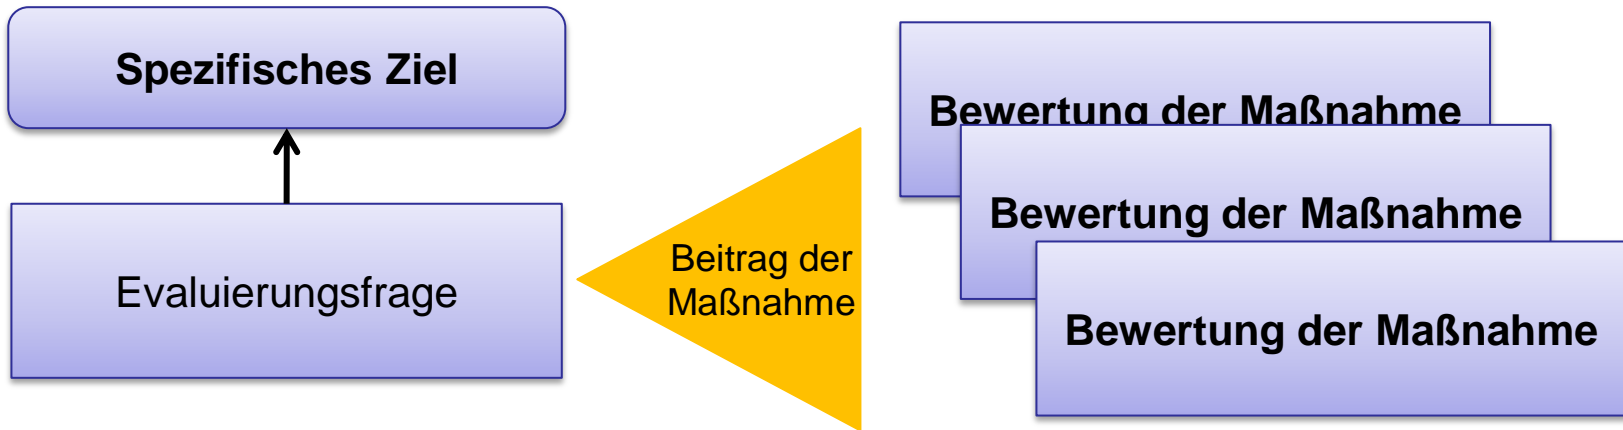 Spezifisches Ziel
Evaluierungsfrage
Beitrag der
Maßnahme
Bewertung der Maßnahme
Bewertung der Maßnahme
Bewertung der Maßnahme